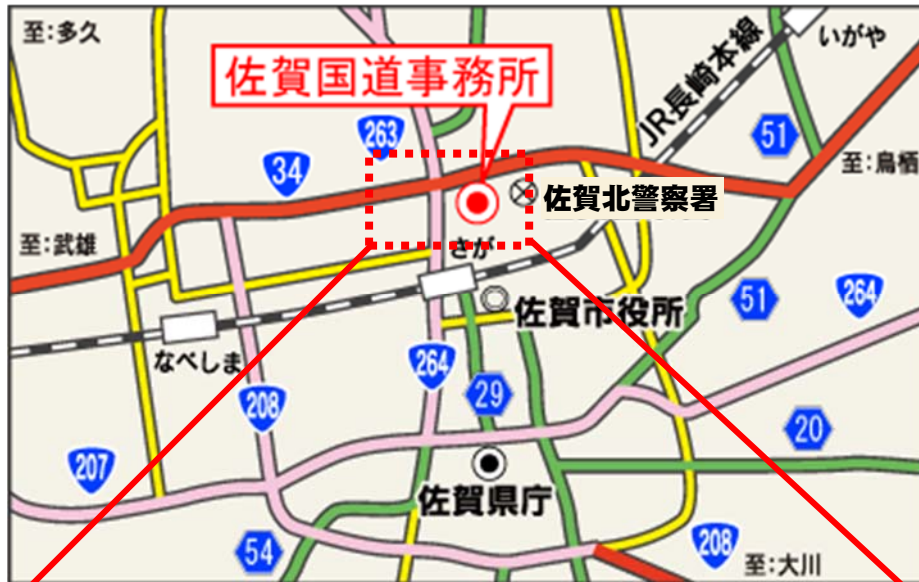 至:多久
いがや
佐賀国道事務所
JR長崎本線
263
51
34
至:鳥栖
佐賀北警察署
至:武雄
さが
51
264
佐賀市役所
なべしま
264
208
29
20
207
佐賀県庁
54
208
至:大川